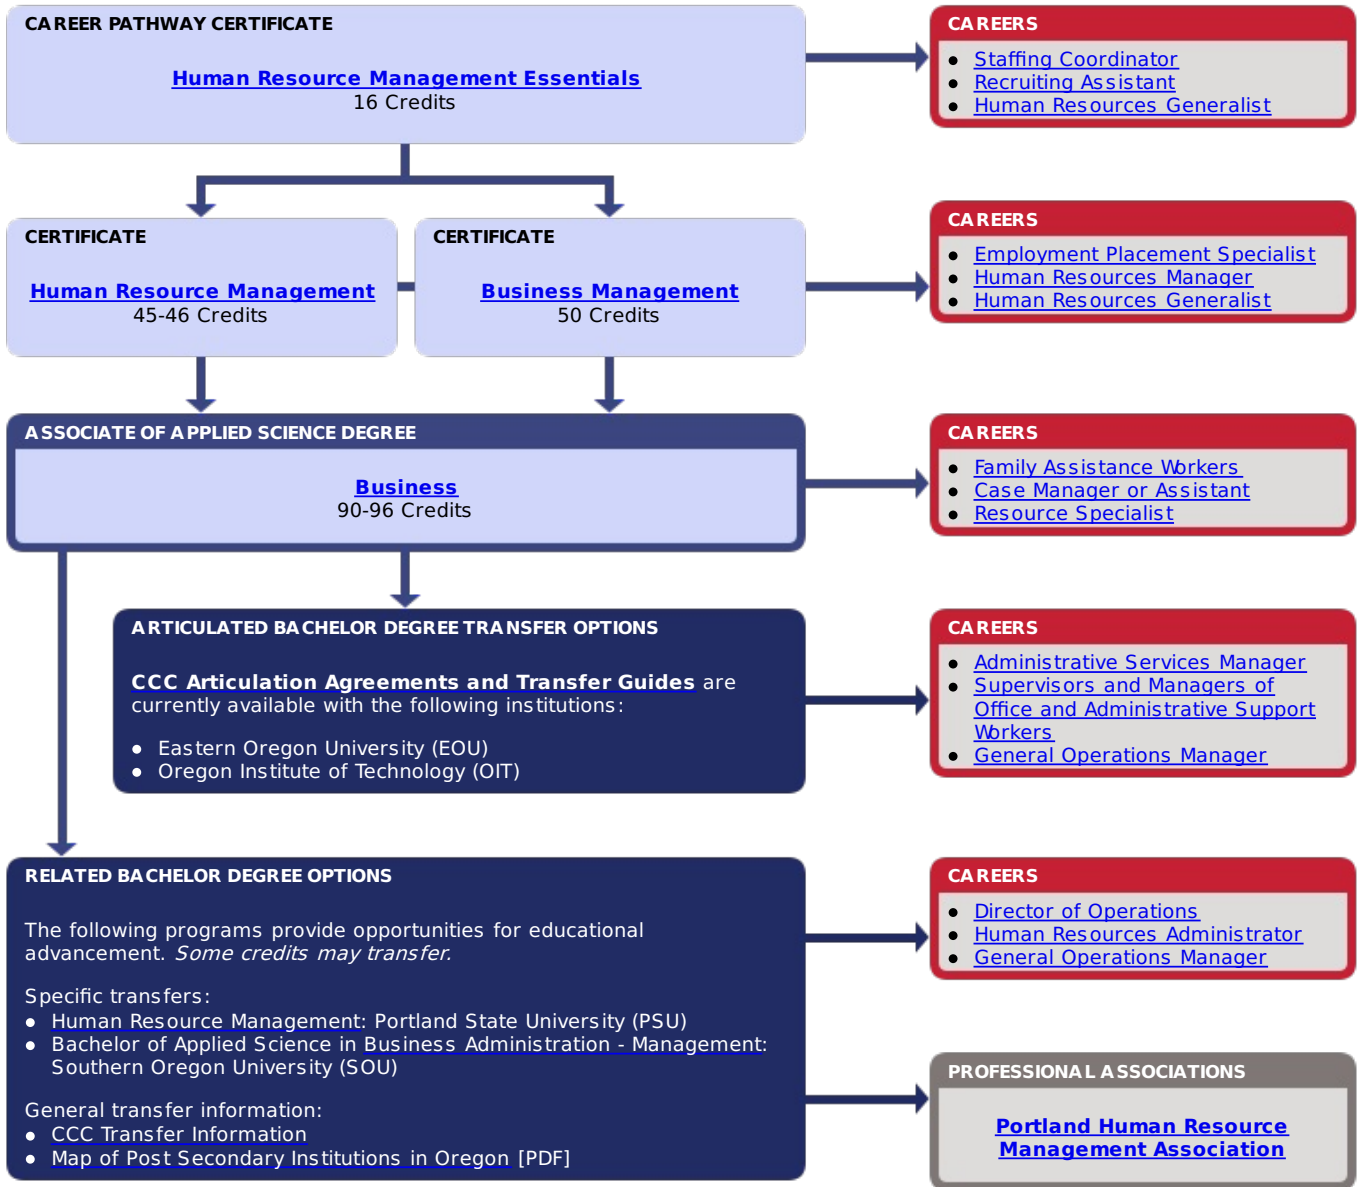 CAREER PATHWAY CERTIFICATE
Human Resource Management Essentials
16 Credits
CAREERS
● Staffing Coordinator
● Recruiting Assistant
● Human Resources Generalist
CERTIFICATE
Human Resource Management
45-46 Credits
CERTIFICATE
Business Management
50 Credits
CAREERS
● Employment Placement Specialist
● Human Resources Manager
● Human Resources Generalist
ASSOCIATE OF APPLIED SCIENCE DEGREE
Business
90-96 Credits
CAREERS
● Family Assistance Workers
● Case Manager or Assistant
● Resource Specialist
ARTICULATED BACHELOR DEGREE TRANSFER OPTIONS
CCC Articulation Agreements and Transfer Guides are
currently available with the following institutions:
● Eastern Oregon University (EOU)
● Oregon Institute of Technology (OIT)
CAREERS
● Administrative Services Manager
● Supervisors and Managers of
Office and Administrative Support
Workers
● General Operations Manager
RELATED BACHELOR DEGREE OPTIONS
The following programs provide opportunities for educational
advancement. Some credits may transfer.
Specific transfers:
● Human Resource Management: Portland State University (PSU)
● Bachelor of Applied Science in Business Administration - Management:
Southern Oregon University (SOU)
General transfer information:
● CCC Transfer Information
● Map of Post Secondary Institutions in Oregon [PDF]
CAREERS
● Director of Operations
● Human Resources Administrator
● General Operations Manager
PROFESSIONAL ASSOCIATIONS
Portland Human Resource
Management Association